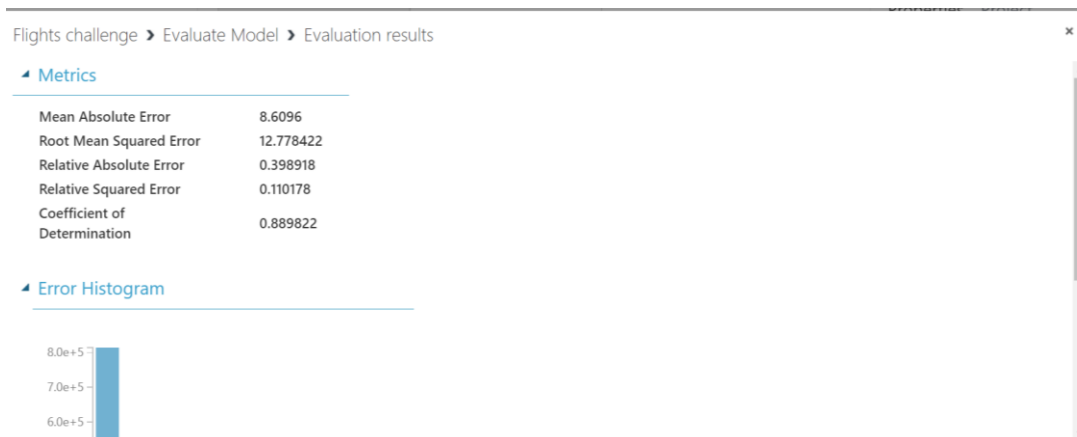 Properties Project
Flights challenge > Evaluate Model > Evaluation results
×
Metrics
Mean Absolute Error 8.6096
Root Mean Squared Error 12.778422
Relative Absolute Error 0.398918
Relative Squared Error 0.110178
Coefficient of
Determination 0.889822
Error Histogram
8.0e+5
7.0e+5
6.0e+5